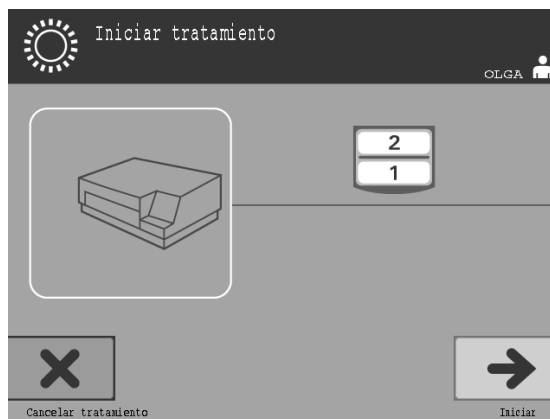 Iniciar tratamiento
OLGA
2
1
Cancelar tratamiento
Iniciar